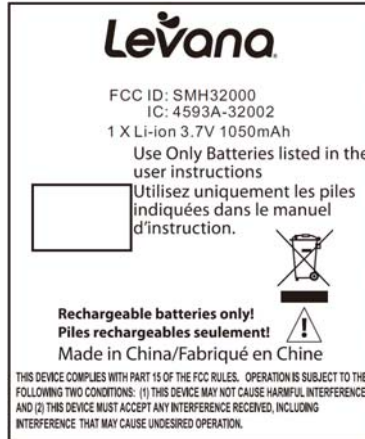 Levana
FCC ID: SMH32000
IC: 4593A-32002
1 X Li-ion 3.7V 1050mAh
Use Only Batteries listed in the
user instructions
Utilisez uniquement les piles
indiquées dans le manuel
d'instruction.
Rechargeable batteries only!
Piles rechargeables seulement!
Made in China/Fabriqué en Chine
THIS DEVICE COMPLIES WITH PART 15 OF THE FCC RULES. OPERATION IS SUBJECT TO THE
FOLLOWING TWO CONDITIONS: (1) THIS DEVICE MAY NOT CAUSE HARMFUL INTERFERENCE
AND (2) THIS DEVICE MUST ACCEPT ANY INTERFERENCE RECEIVED, INCLUDING
INTERFERENCE THAT MAY CAUSE UNDESIRED OPERATION.